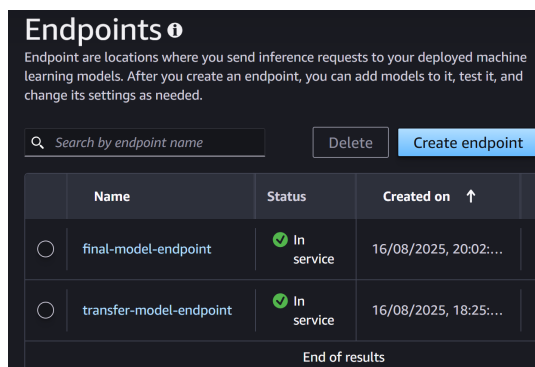 Endpoints
Endpoint are locations where you send inference requests to your deployed machine
learning models. After you create an endpoint, you can add models to it, test it, and
change its settings as needed.
Search by endpoint name
Delete
Create endpoint
Name Status Created on
final-model-endpoint In service 16/08/2025, 20:02:...
transfer-model-endpoint In service 16/08/2025, 18:25:...
End of results